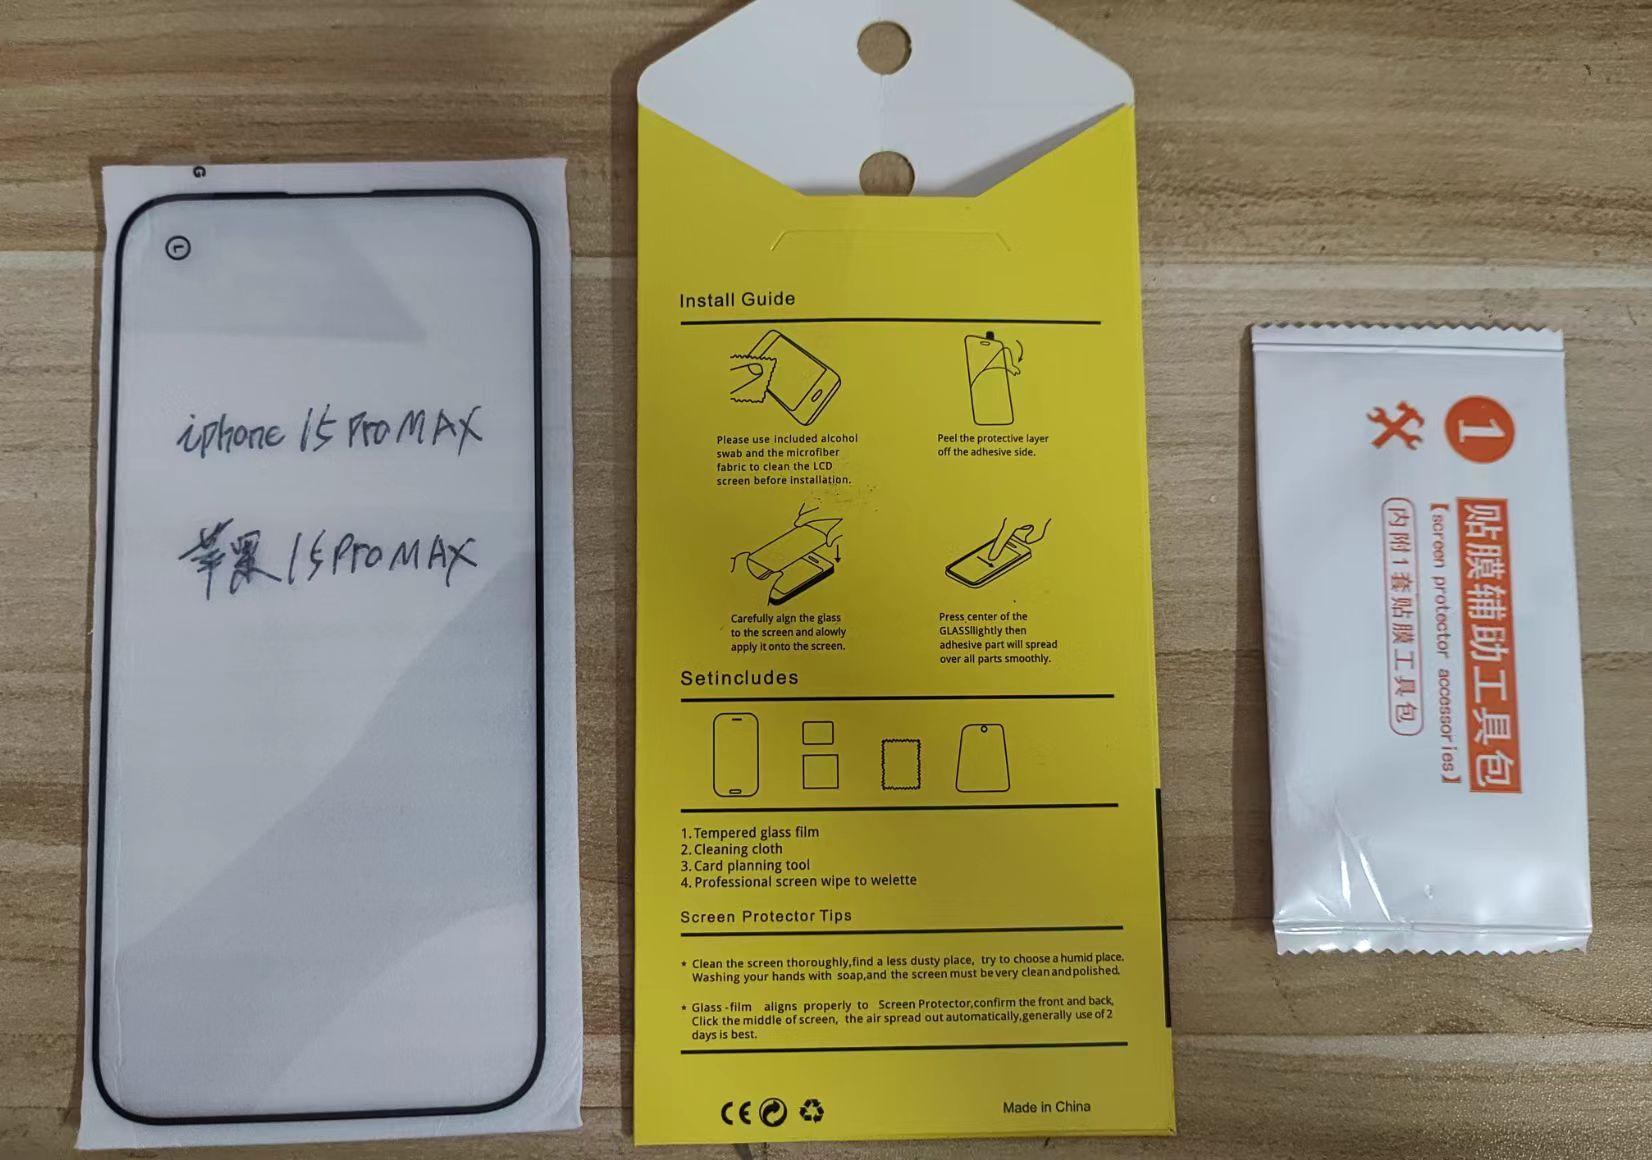 G
L
iphone 15 Pro MAX
苹果 15 Pro MAX
Install Guide
Please use included alcohol
swab and the microfiber
fabric to clean the LCD
screen before installation.
Peel the protective layer
off the adhesive side.
Carefully algn the glass
to the screen and alowly
apply it onto the screen.
Press center of the
GLASSllightly then
adhesive part will spread
over all parts smoothly.
Setincludes
1. Tempered glass film
2. Cleaning cloth
3. Card planning tool
4. Professional screen wipe to welette
Screen Protector Tips
* Clean the screen thoroughly,find a less dusty place, try to choose a humid place.
Washing your hands with soap,and the screen must be very clean and polished.
* Glass-film aligns properly to Screen Protector,confirm the front and back,
Click the middle of screen, the air spread out automatically,generally use of 2
days is best.
CE
Made in China
1
贴膜辅助工具包
【screen protector accessories】
内附1套贴膜工具包